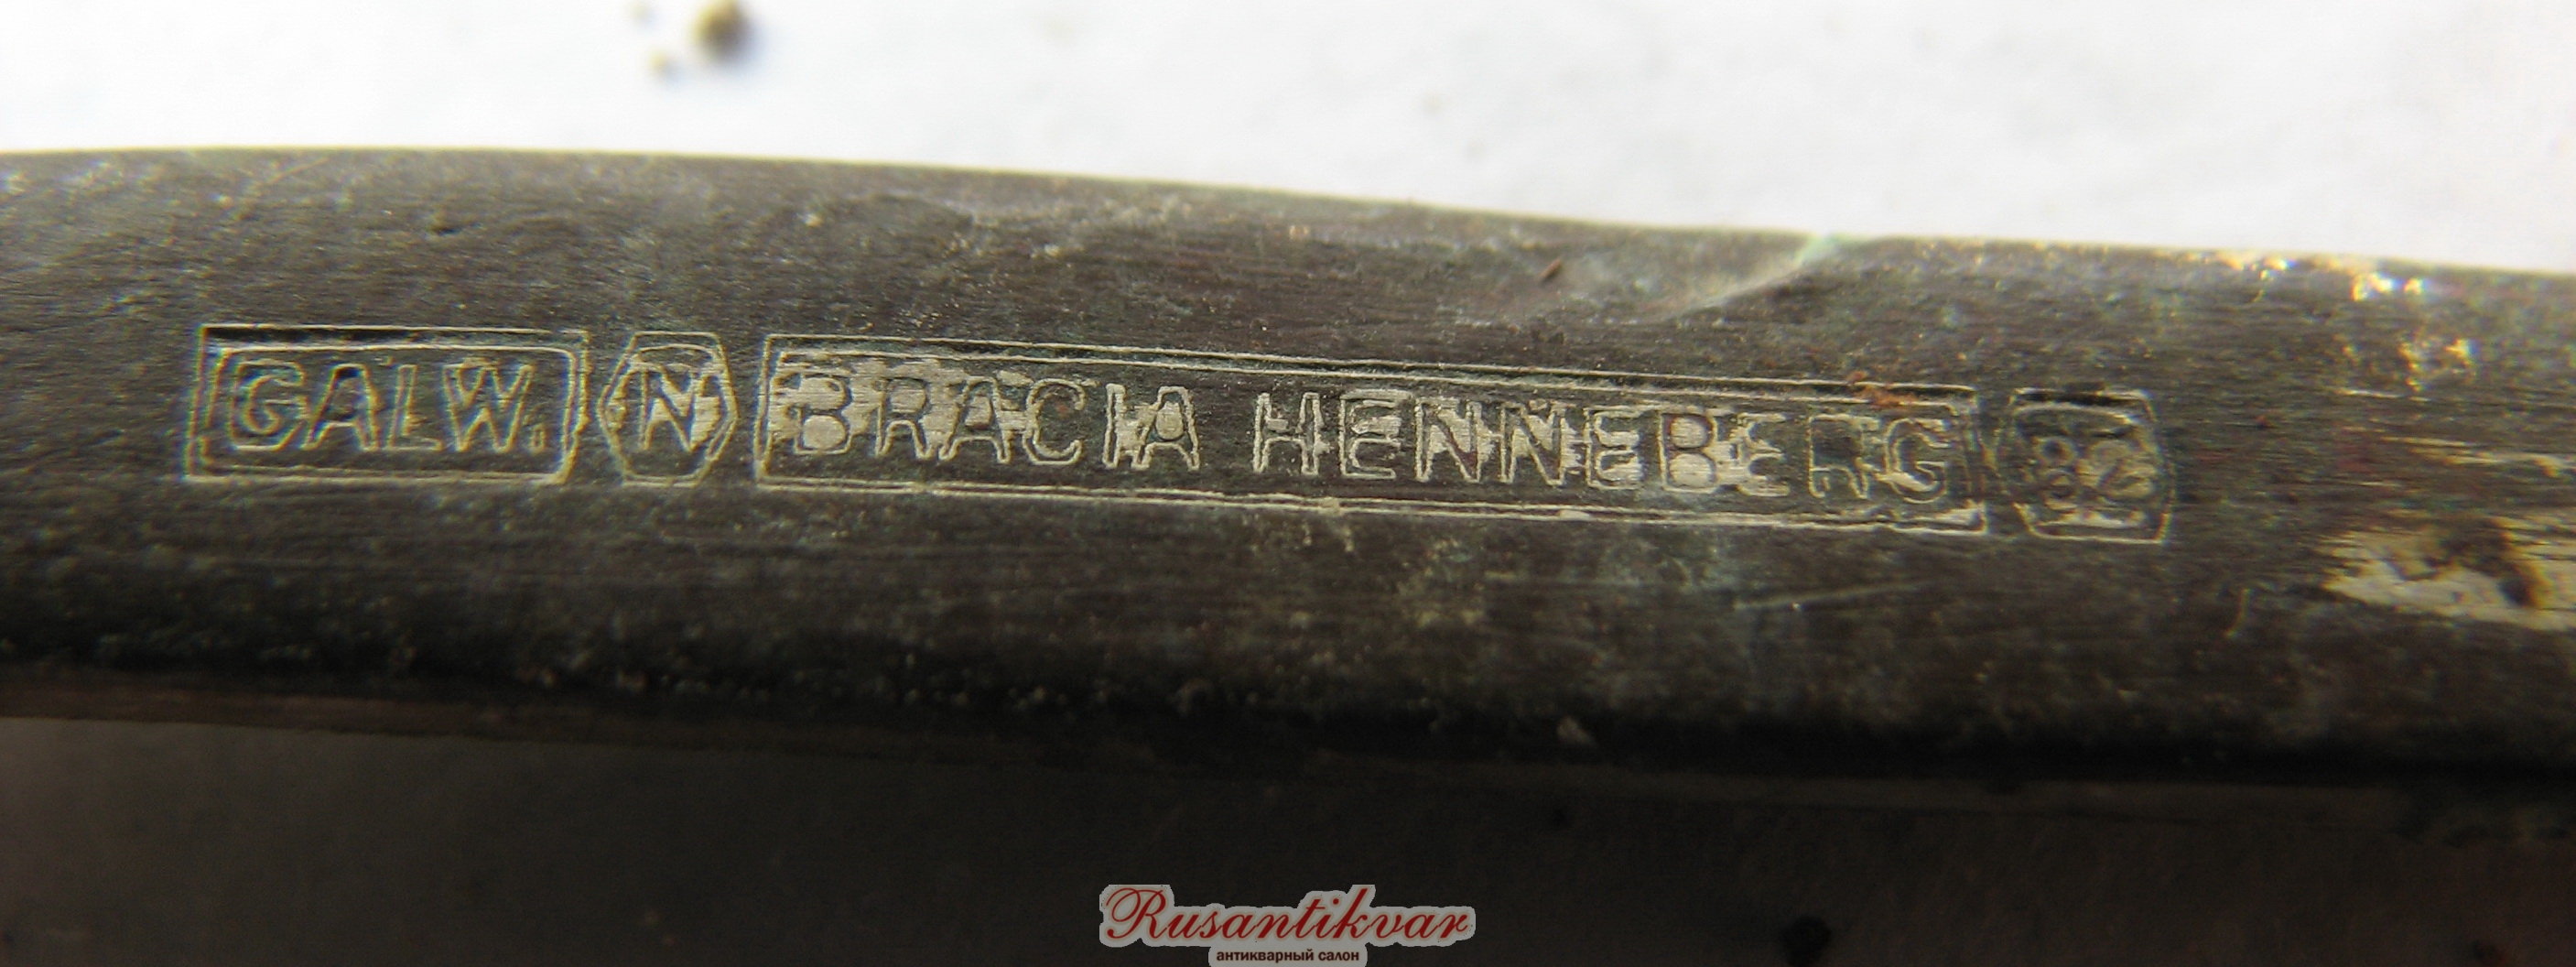 GALW. N BRACIA HENNEBERG
Rusantikvar
антикварный салон